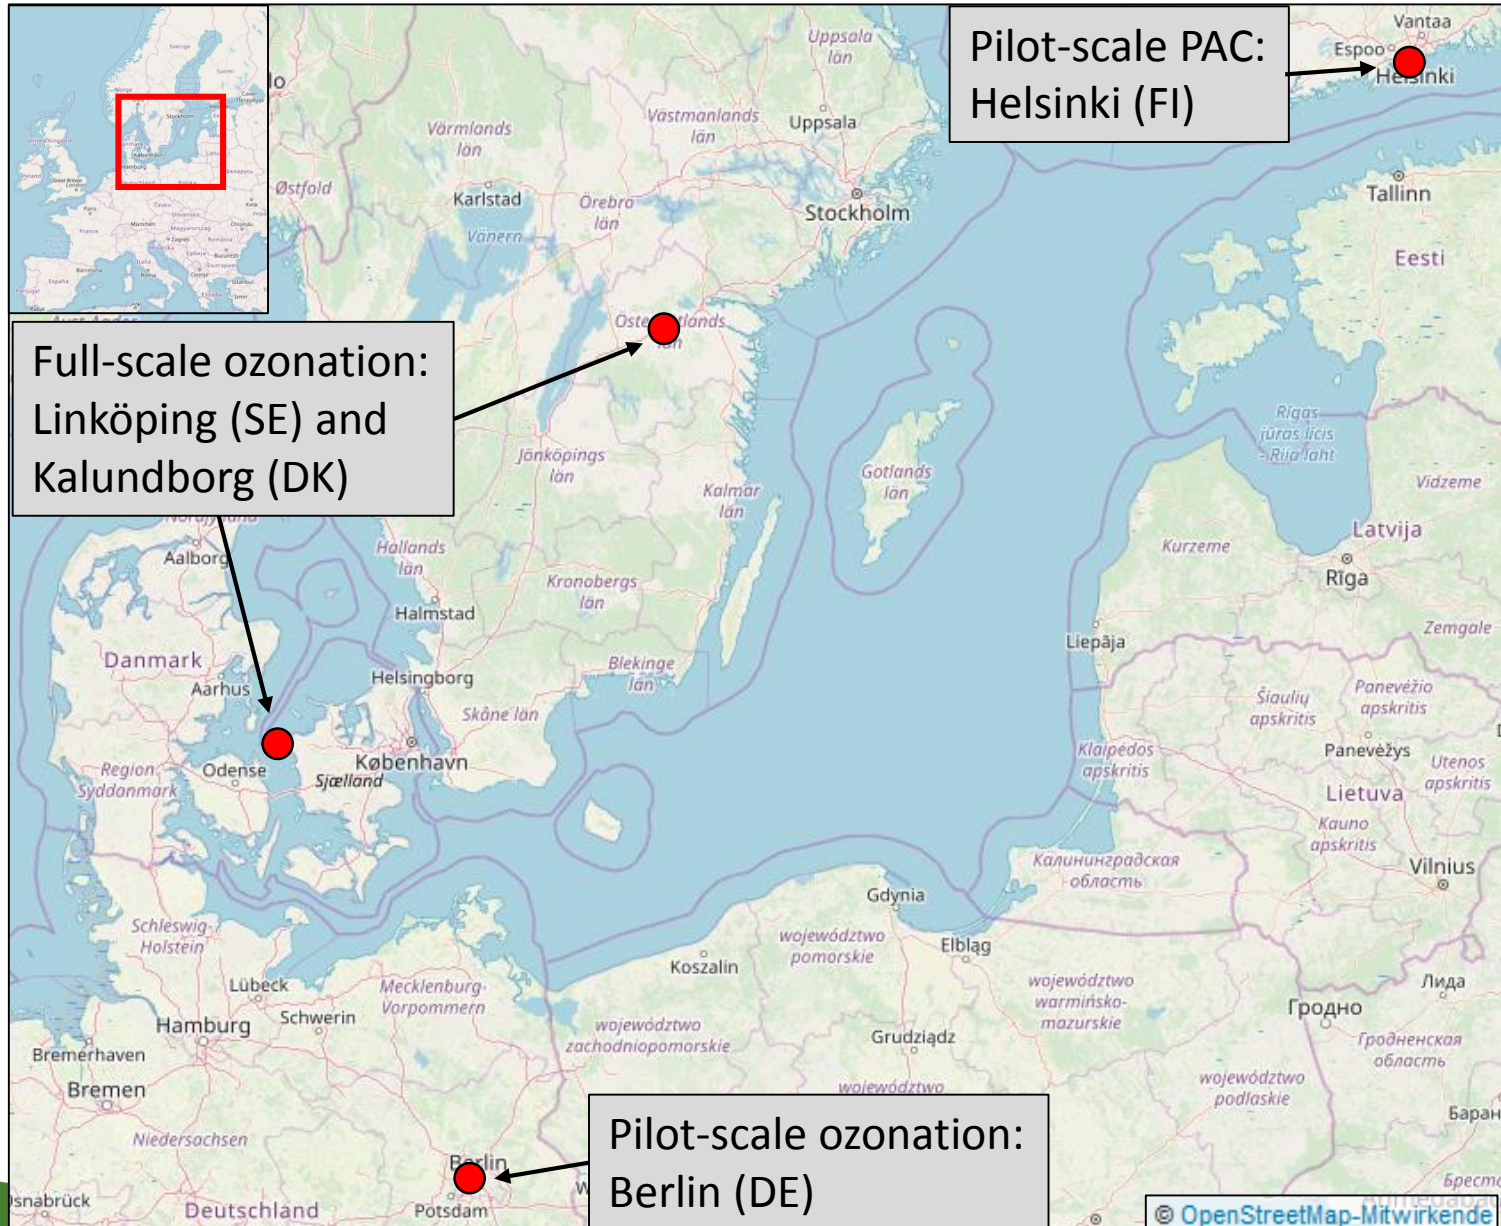 Pilot-scale PAC:
Helsinki (FI)
Full-scale ozonation:
Linköping (SE) and
Kalundborg (DK)
Pilot-scale ozonation:
Berlin (DE)
Uppsala
län
Vantaa
Espoo
Helsinki
Värmlands
län
Västmanlands
län
Uppsala
Østfold
Karlstad
Örebro
län
Stockholm
Tallinn
Vänern
Eesti
län
Jönköpings
län
Kalmar
län
Gotlands
län
Rīgas
jūras līcis
- Riia laht
Vidzeme
Latvija
Kurzeme
Rīga
Aalborg
Hallands
län
Kronobergs
län
Halmstad
Zemgale
Liepāja
Danmark
Aarhus
Helsingborg
Blekinge
län
Skåne län
Šiaulių
apskritis
Panevėžio
apskritis
Klaipėdos
apskritis
Panevėžys
Utenos
apskritis
Region
Syddanmark
Odense
København
Sjælland
Lietuva
Kauno
apskritis
Vilnius
Калининградская
область
Gdynia
Schleswig-
Holstein
województwo
pomorskie
Elbląg
Koszalin
Лида
Lübeck
Mecklenburg-
Vorpommern
województwo
warmińsko-
mazurskie
Гродно
Hamburg
Schwerin
województwo
zachodniopomorskie
Grudziądz
Гродненская
область
Bremerhaven
Bremen
województwo
województwo
podlaskie
Niedersachsen
Berlin
Deutschland
Potsdam
© OpenStreetMap-Mitwirkende